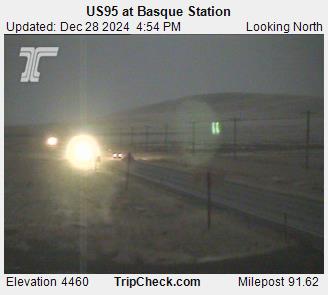 US95 at Basque Station
Updated: Dec 28 2024  4:54 PM  Looking North
Elevation 4460  TripCheck.com  Milepost 91.62